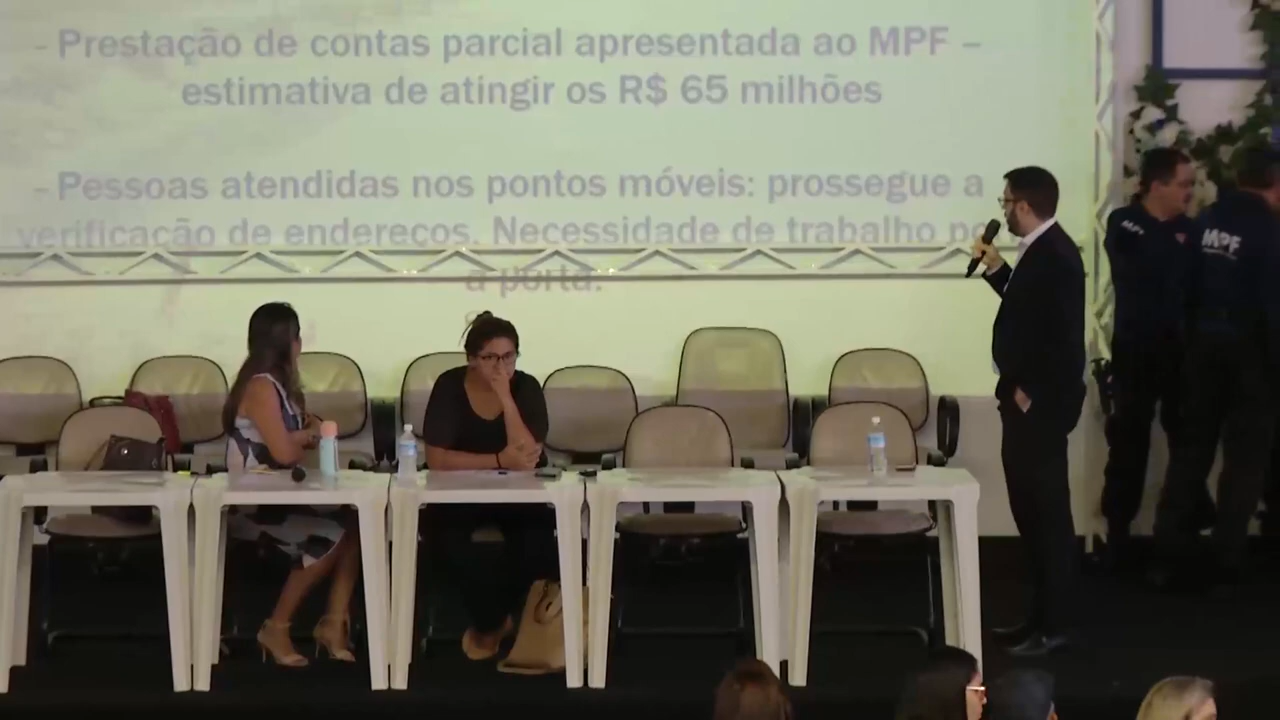 - Prestação de contas parcial apresentada ao MPF –
estimativa de atingir os R$ 65 milhões
- Pessoas atendidas nos pontos móveis: prossegue a
verificação de endereços. Necessidade de trabalho
a porta.
MPF
MPF